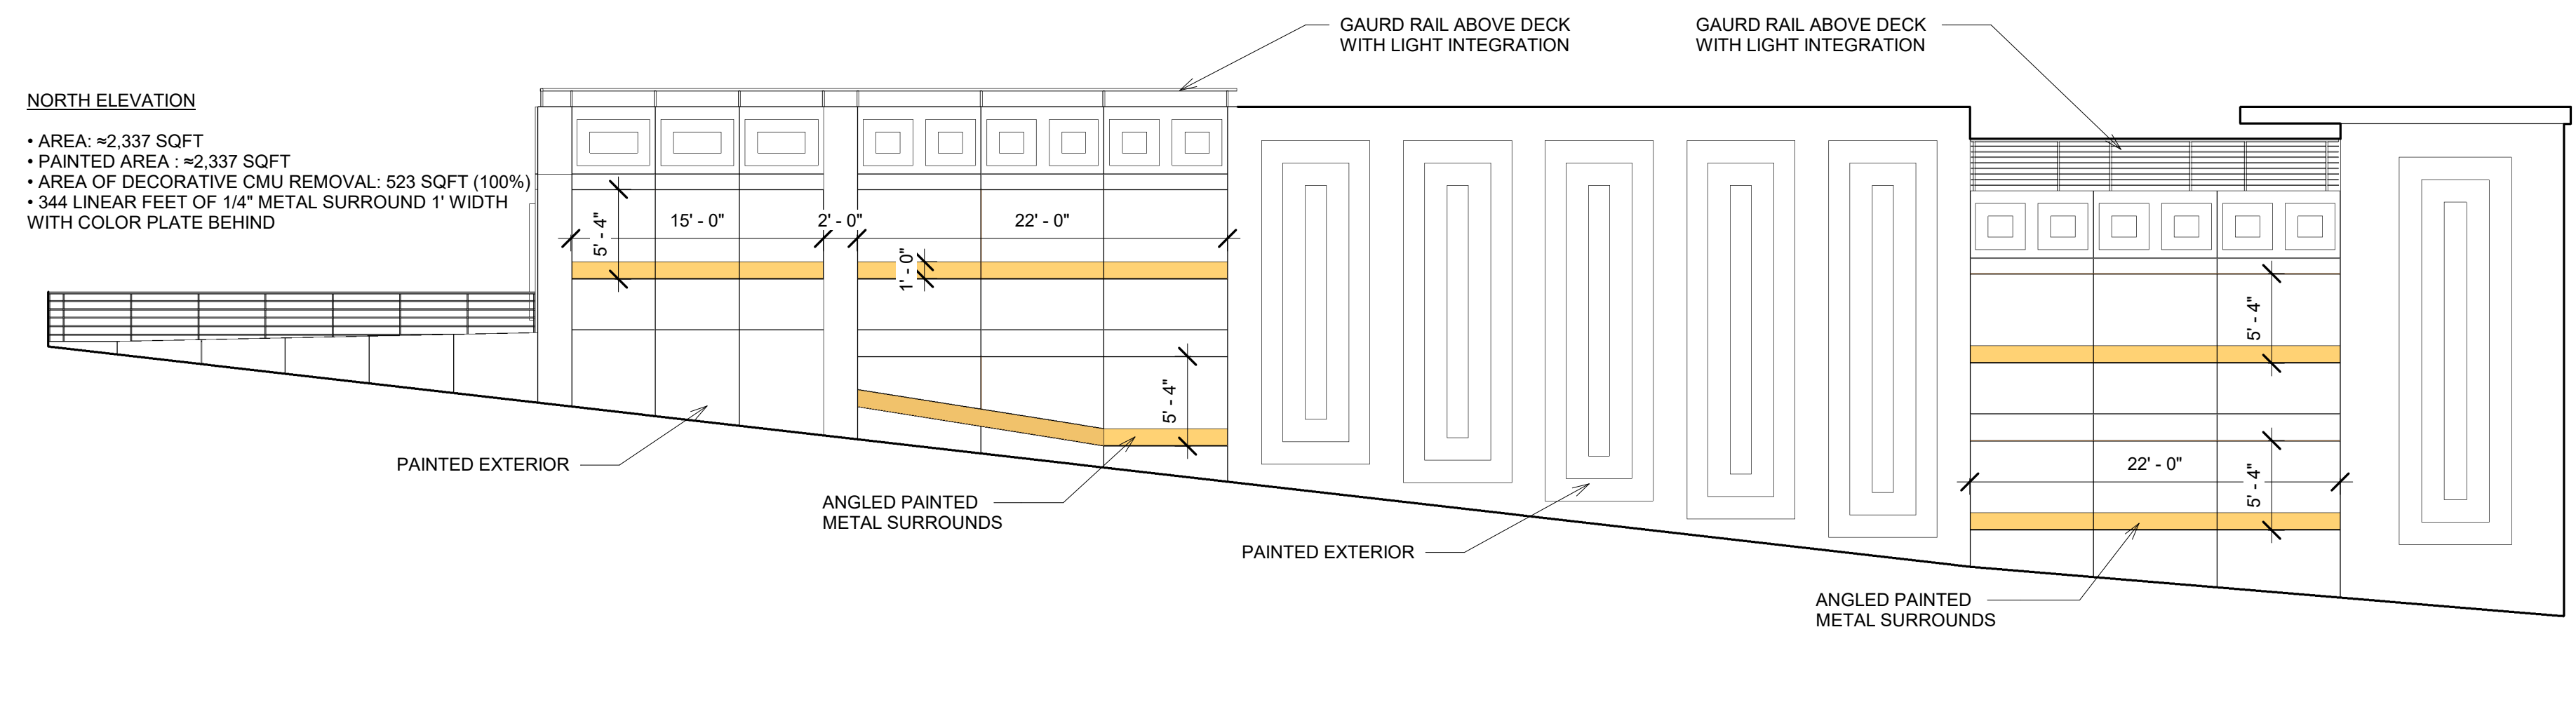 GAURD RAIL ABOVE DECK
WITH LIGHT INTEGRATION
GAURD RAIL ABOVE DECK
WITH LIGHT INTEGRATION
NORTH ELEVATION
• AREA: ≈2,337 SQFT
• PAINTED AREA : ≈2,337 SQFT
• AREA OF DECORATIVE CMU REMOVAL: 523 SQFT (100%)
• 344 LINEAR FEET OF 1/4" METAL SURROUND 1' WIDTH
WITH COLOR PLATE BEHIND
5' - 4"
15' - 0"
2' - 0"
22' - 0"
1' - 0"
5' - 4"
5' - 4"
22' - 0"
5' - 4"
PAINTED EXTERIOR
ANGLED PAINTED
METAL SURROUNDS
PAINTED EXTERIOR
ANGLED PAINTED
METAL SURROUNDS